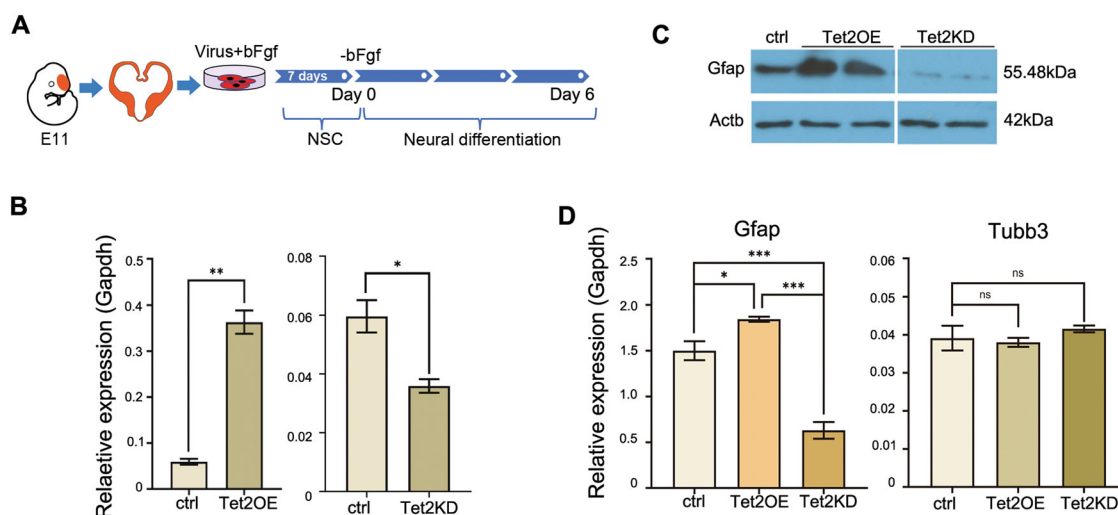 A
Virus+bFgf
-bFgf
7 days
Day 0
Day 6
E11
NSC
Neural differentiation
C
ctrl
Tet2OE
Tet2KD
Gfap
55.48kDa
Actb
42kDa
B
Relaetive expression (Gapdh)
0.5
0.4
0.3
0.2
0.1
0
**
ctrl
Tet2OE
0.10
0.08
0.06
0.04
0.02
0
*
ctrl
Tet2KD
D
Gfap
Relative expression (Gapdh)
2.5
2.0
1.5
1.0
0.5
0
***
*
***
ctrl
Tet2OE
Tet2KD
Tubb3
0.06
0.05
0.04
0.03
0.02
0.01
0
ns
ns
ctrl
Tet2OE
Tet2KD